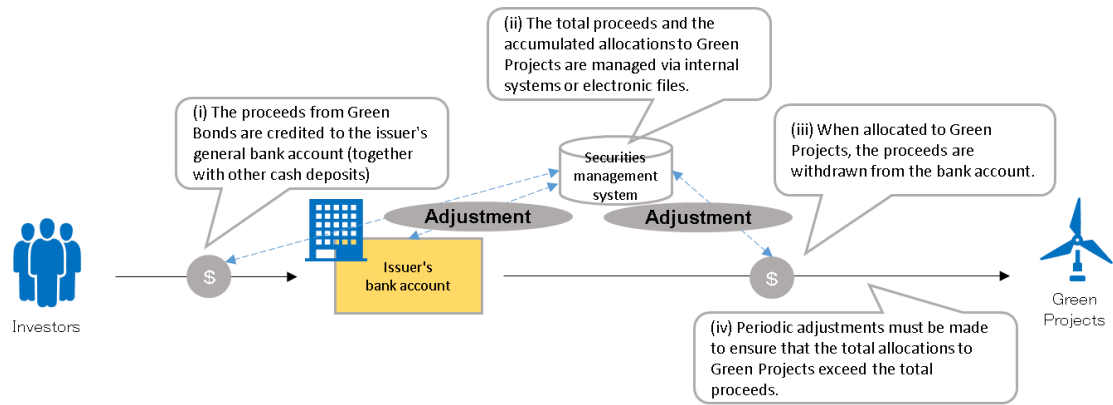 (ii) The total proceeds and the
accumulated allocations to Green
Projects are managed via internal
systems or electronic files.
(i) The proceeds from Green
Bonds are credited to the issuer's
general bank account (together
with other cash deposits)
(iii) When allocated to Green
Projects, the proceeds are
withdrawn from the bank account.
Securities
management
system
Adjustment
Adjustment
$
Issuer's
bank account
$
Investors
Green
Projects
(iv) Periodic adjustments must be made
to ensure that the total allocations to
Green Projects exceed the total
proceeds.